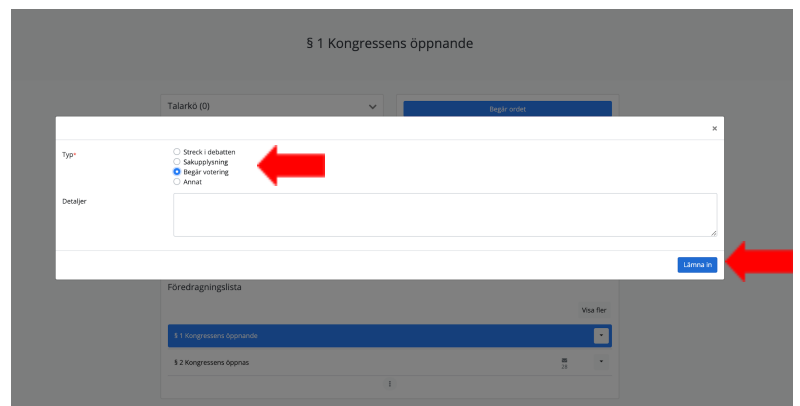 § 1 Kongressens öppnande
Talarkö (0)
Begär ordet
×
Typ*
Streck i debatten
Sakupplysning
Begär votering
Annat
Detaljer
Lämna in
Föredragningslista
Visa fler
§ 1 Kongressens öppnande
§ 2 Kongressens öppnas